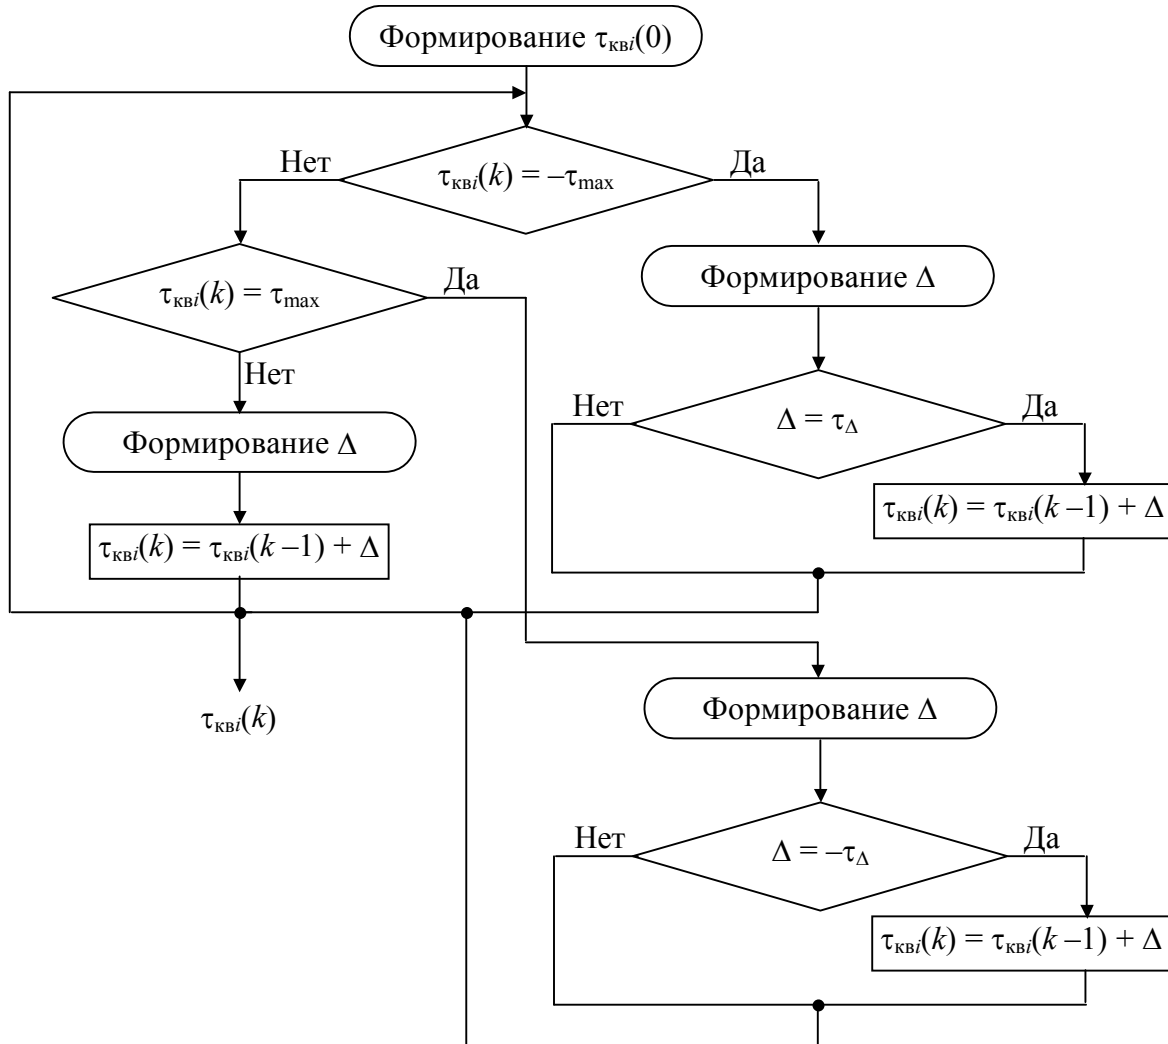 Формирование τквi(0)
Нет
Да
τквi(k) = –τmax
Формирование Δ
Да
τквi(k) = τmax
Нет
Нет
Да
Δ = τΔ
Формирование Δ
τквi(k) = τквi(k –1) + Δ
τквi(k) = τквi(k –1) + Δ
τквi(k)
Формирование Δ
Нет
Да
Δ = –τΔ
τквi(k) = τквi(k –1) + Δ